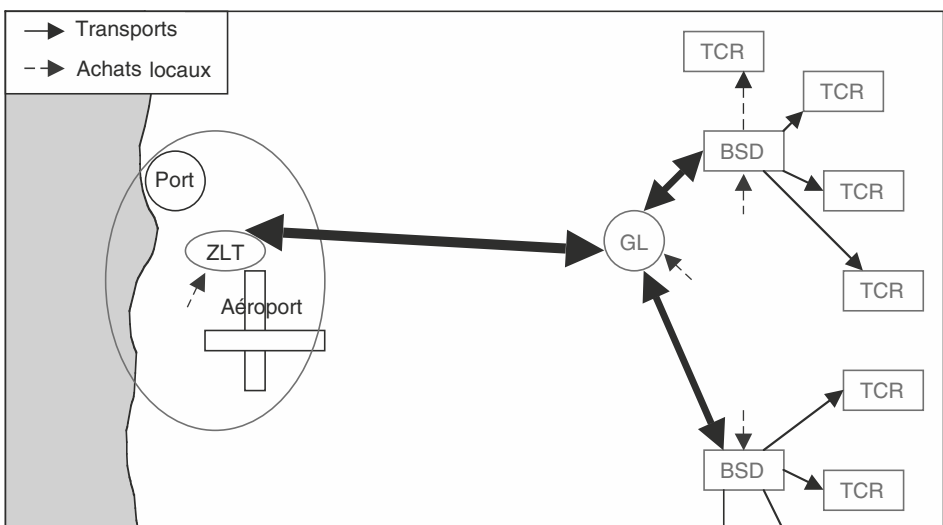 Transports
Achats locaux
TCR
TCR
BSD
Port
TCR
GL
ZLT
TCR
Aéroport
TCR
BSD
TCR